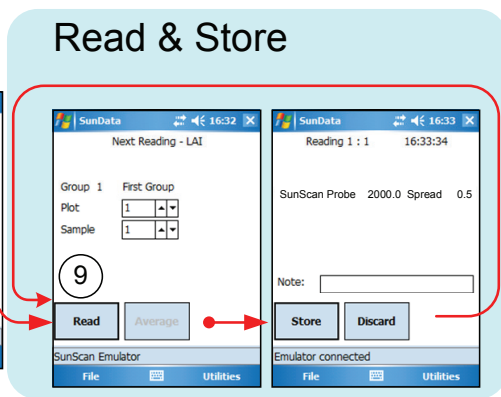 Read & Store
SunData 16:32
Next Reading - LAI
Group 1 First Group
Plot 1
Sample 1
9
Read Average
SunScan Emulator
File Utilities
SunData 16:33
Reading 1 : 1 16:33:34
SunScan Probe 2000.0 Spread 0.5
Note:
Store Discard
Emulator connected
File Utilities